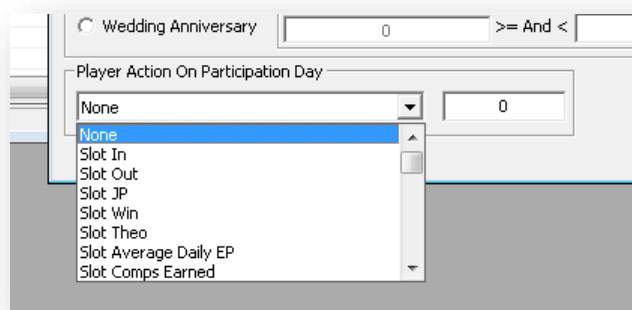 Wedding Anniversary 0 >= And <
Player Action On Participation Day
None 0
None
Slot In
Slot Out
Slot JP
Slot Win
Slot Theo
Slot Average Daily EP
Slot Comps Earned